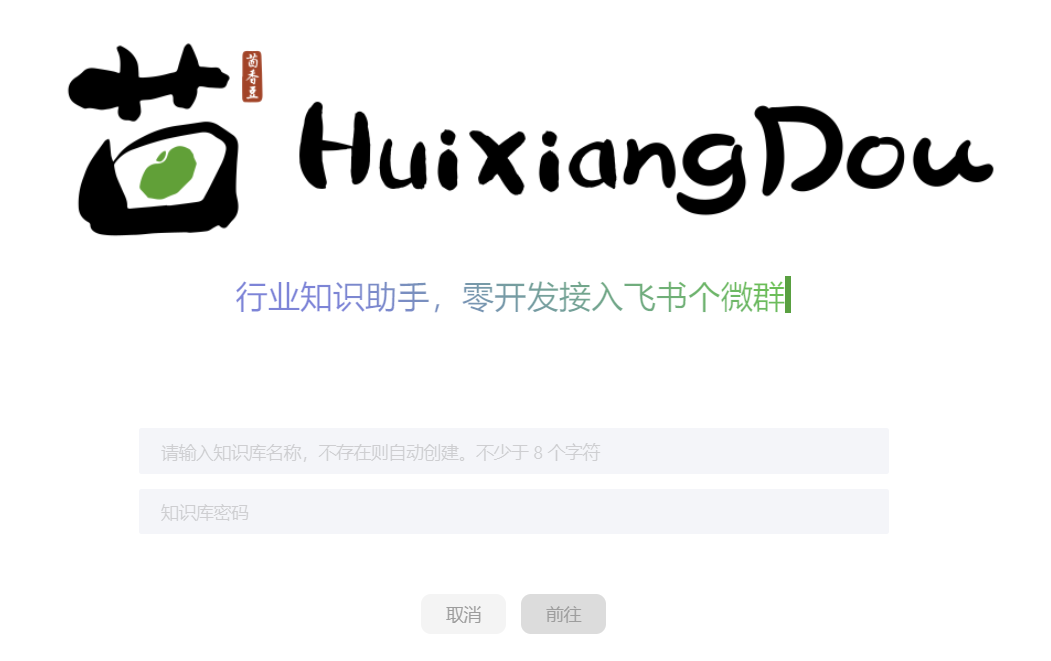 茴
茴香豆
HuixiangDou
行业知识助手，零开发接入飞书个微群
请输入知识库名称，不存在则自动创建。不少于 8 个字符
知识库密码
取消
前往